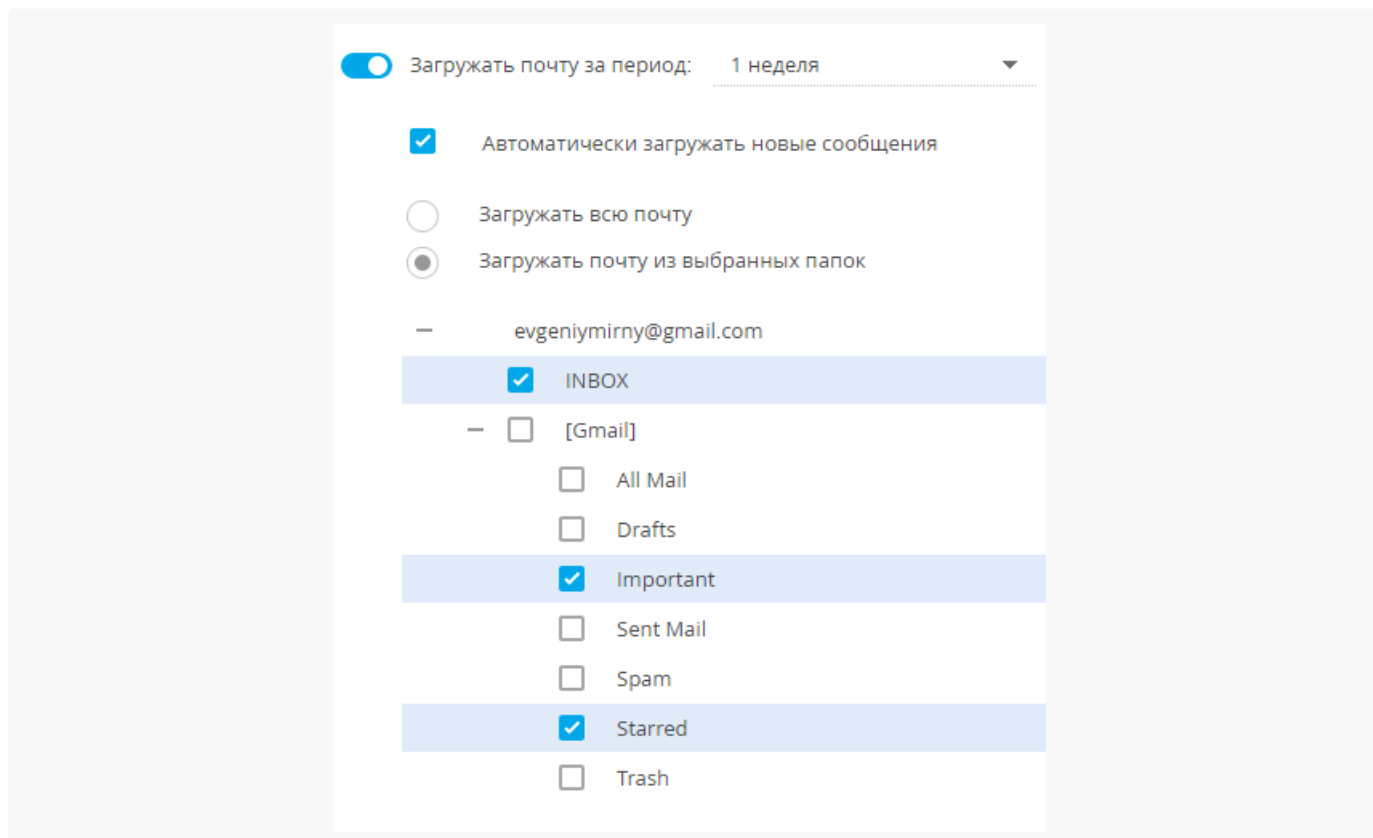 Загружать почту за период: 1 неделя
Автоматически загружать новые сообщения
Загружать всю почту
Загружать почту из выбранных папок
evgeniymirny@gmail.com
INBOX
[Gmail]
All Mail
Drafts
Important
Sent Mail
Spam
Starred
Trash